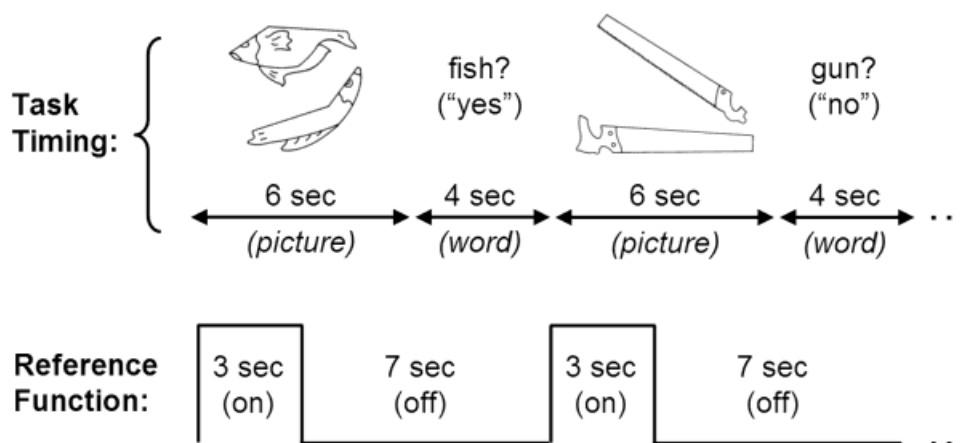 Task
Timing:
fish?
(“yes”)
gun?
(“no”)
6 sec
(picture)
4 sec
(word)
6 sec
(picture)
4 sec
(word)
. .
Reference
Function:
3 sec
(on)
7 sec
(off)
3 sec
(on)
7 sec
(off)
. .